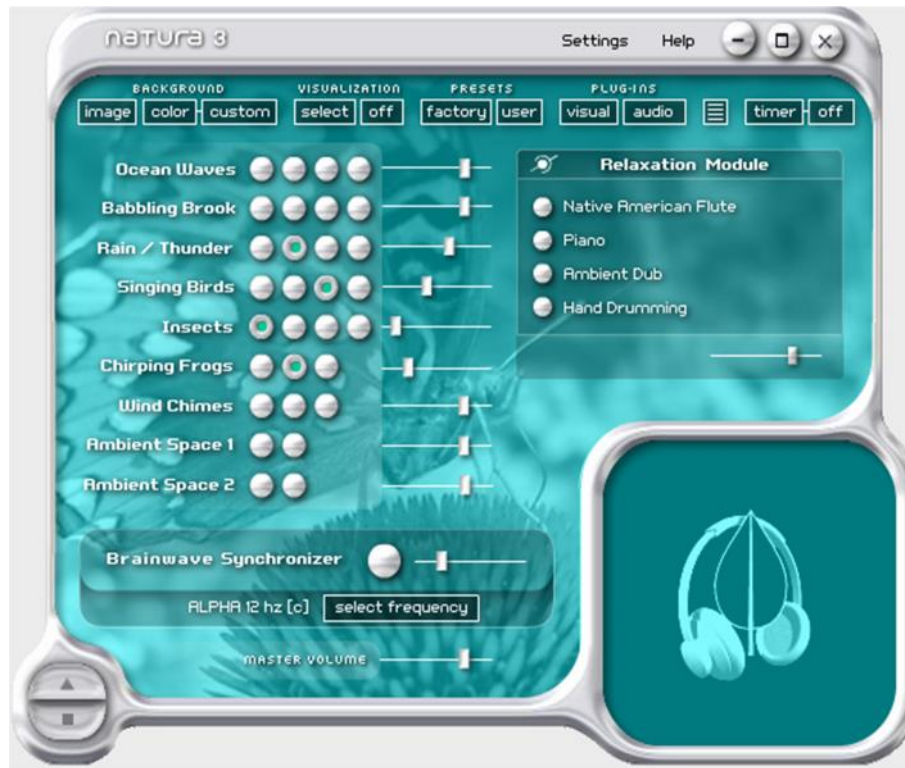 natura 3
Settings Help
BACKGROUND VISUALIZATION PRESETS PLUG-INS
image color custom select off factory user visual audio timer off
Ocean Waves
Babbling Brook
Rain / Thunder
Singing Birds
Insects
Chirping Frogs
Wind Chimes
Ambient Space 1
Ambient Space 2
Relaxation Module
Native American Flute
Piano
Ambient Dub
Hand Drumming
Brainwave Synchronizer
ALPHA 12 hz [c] select frequency
MASTER VOLUME